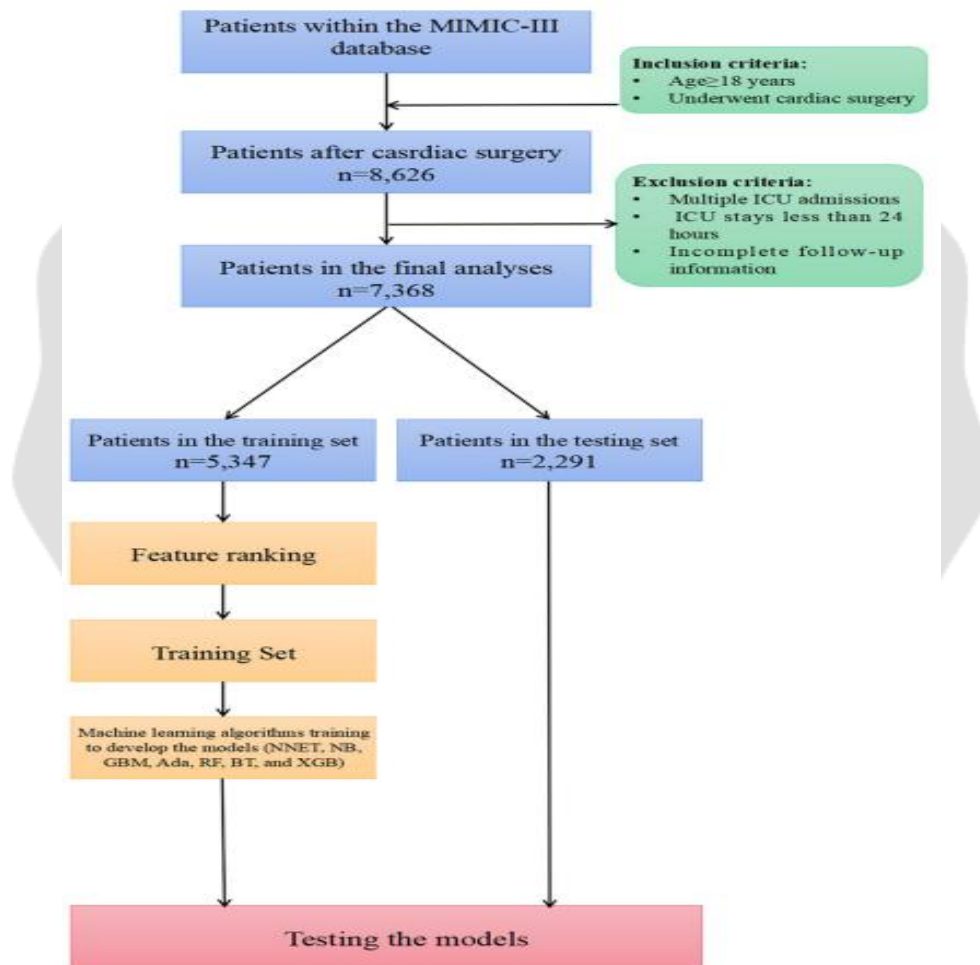 Patients within the MIMIC-III
database
Inclusion criteria:
• Age≥18 years
• Underwent cardiac surgery
Patients after casrdiac surgery
n=8,626
Exclusion criteria:
• Multiple ICU admissions
• ICU stays less than 24
hours
• Incomplete follow-up
information
Patients in the final analyses
n=7,368
Patients in the training set
n=5,347
Patients in the testing set
n=2,291
Feature ranking
Training Set
Machine learning algorithms training
to develop the models (NNET, NB,
GBM, Ada, RF, BT, and XGB)
Testing the models